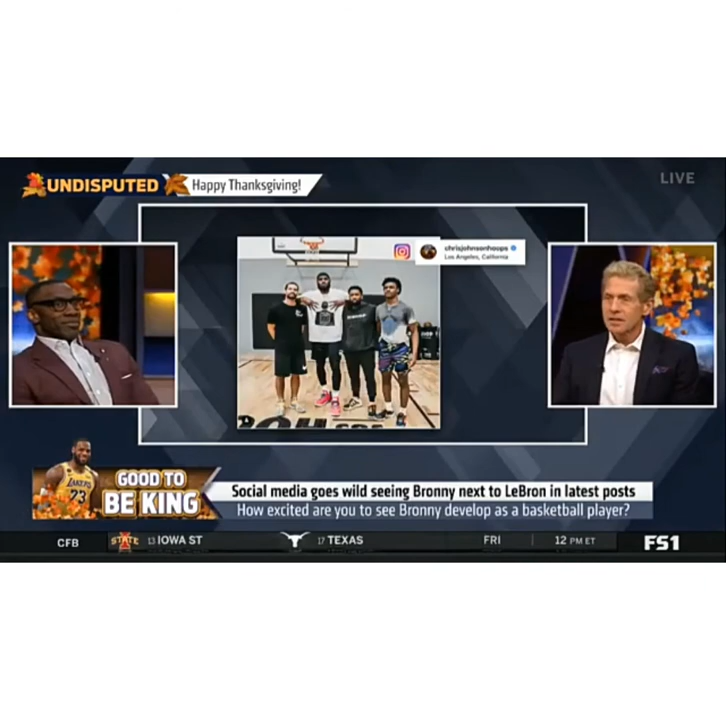 UNDISPUTED
Happy Thanksgiving!
LIVE
chrisjohnsonhoops
Los Angeles, California
LAKERS
23
GOOD TO
BE KING
Social media goes wild seeing Bronny next to LeBron in latest posts
How excited are you to see Bronny develop as a basketball player?
CFB
STATE
13 IOWA ST
17 TEXAS
FRI
12 PM ET
FS1